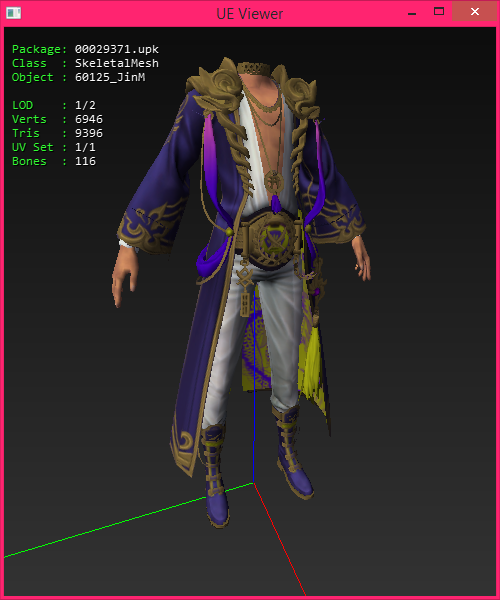 UE Viewer
Package: 00029371.upk
Class  : SkeletalMesh
Object : 60125_JinM
LOD    : 1/2
Verts  : 6946
Tris   : 9396
UV Set : 1/1
Bones  : 116